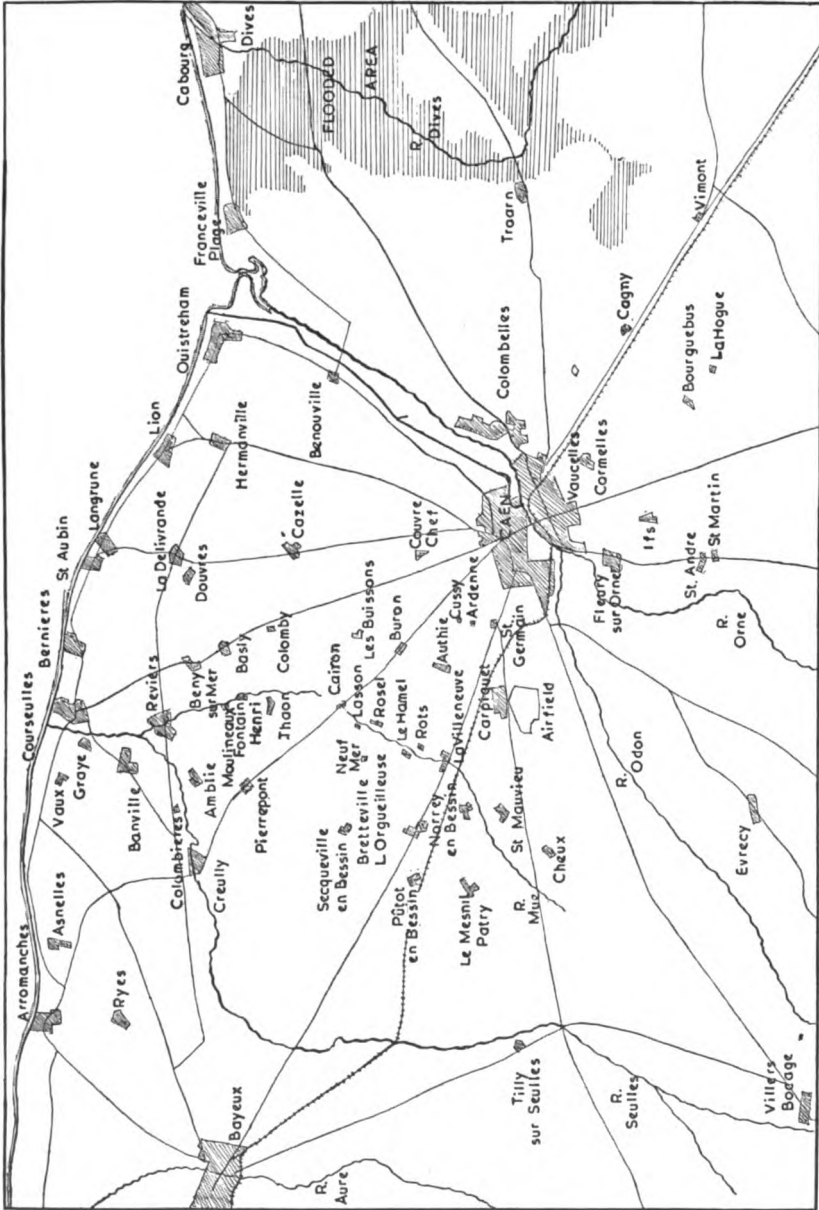 Arromanches
Asnelles
Ryes
Vaux
Graye
Courseulles
Banville
Bernieres
St Aubin
Langrune
Lion
Ouistreham
Franceville
Plage
Cabourg
Dives
FLOODED
AREA
R.
Dives
La Delivrande
Douvres
Hermanville
Reviers
Beny
sur Mer
Basly
Colombieres
Creully
Amblie
Moulineaux
Fontain
Henri
Thaon
Colomby
Cazelle
Benouville
Pierrepont
Bayeux
Secqueville
en Bessin
Bretteville
L Orgueilleuse
Neuf
Mer
Cairon
Lasson
Rosel
Les Buissons
Le Hamel
Rots
Buron
Couvre
Chef
Authie
Cussy
Ardenne
Colombelles
Troarn
Pûtot
en Bessin
Norrey
en Bessin
La Villeneuve
Carpiquet
Airfield
St
Germain
CAEN
Vaucelles
Cormelles
Cagny
Vimont
Le Mesnil
Patry
St Mauvieu
Cheux
R.
Mue
Fleury
sur Orne
Ifs
St. Andre
St Martin
Bourguebus
La Hogue
R.
Orne
R.
Odon
Evrecy
Tilly
sur Seulles
R.
Seulles
Villers
Bocage
R.
Aure